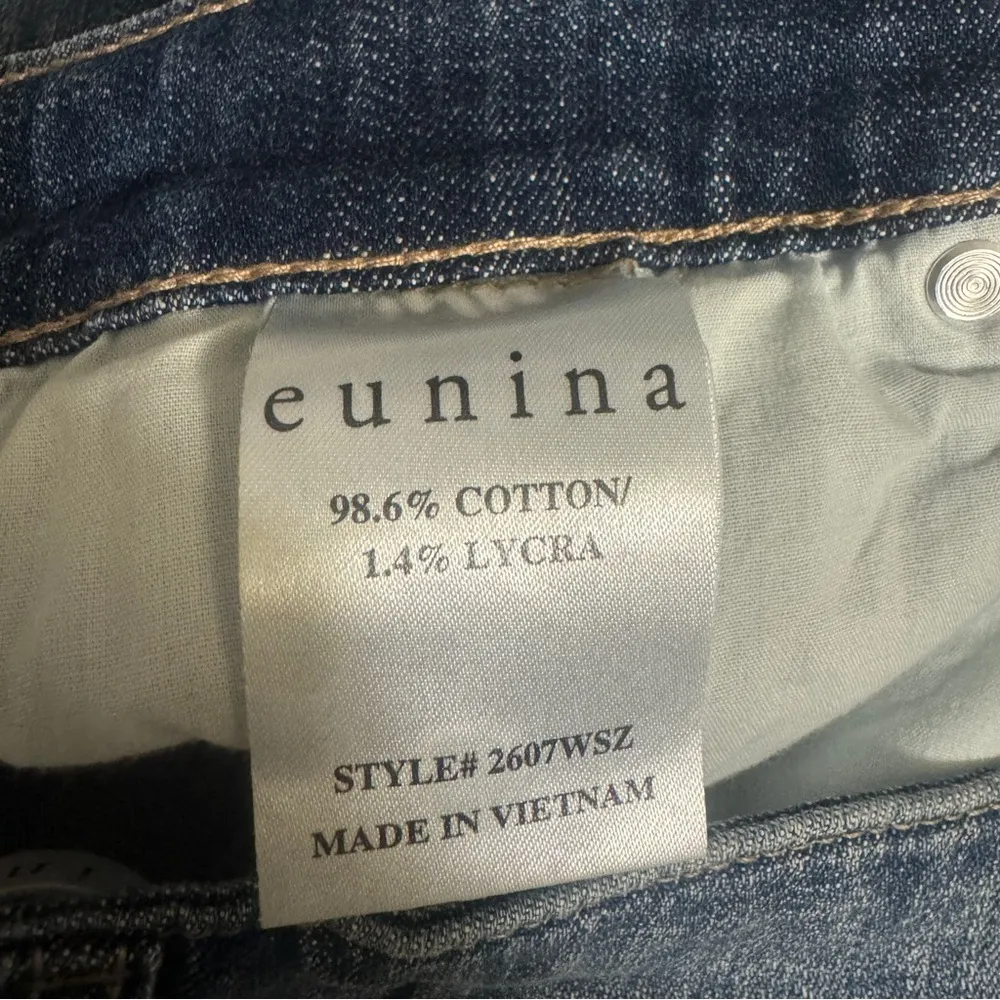 eunina
98.6% COTTON/
1.4% LYCRA
STYLE# 2607WSZ
MADE IN VIETNAM